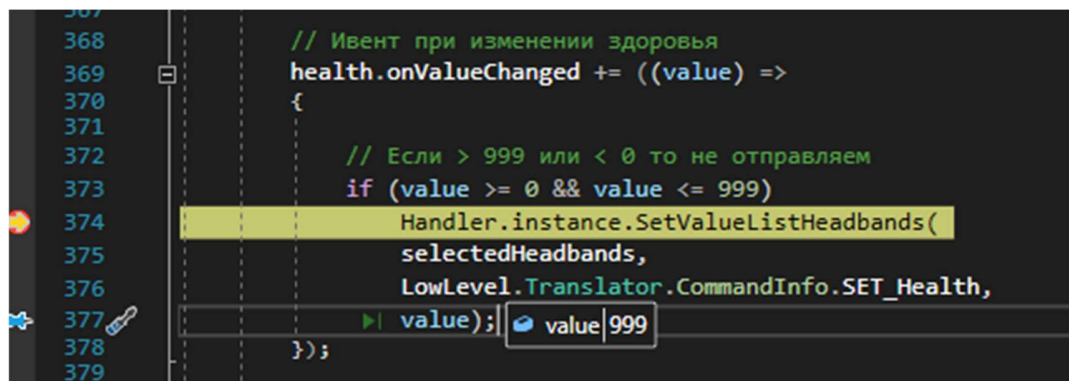 367
368 // Ивент при изменении здоровья
369 health.onValueChanged += ((value) =>
370 {
371
372 // Если > 999 или < 0 то не отправляем
373 if (value >= 0 && value <= 999)
374 Handler.instance.SetValueListHeadbands(
375 selectedHeadbands,
376 LowLevel.Translator.CommandInfo.SET_Health,
377 value); value 999
378 });
379